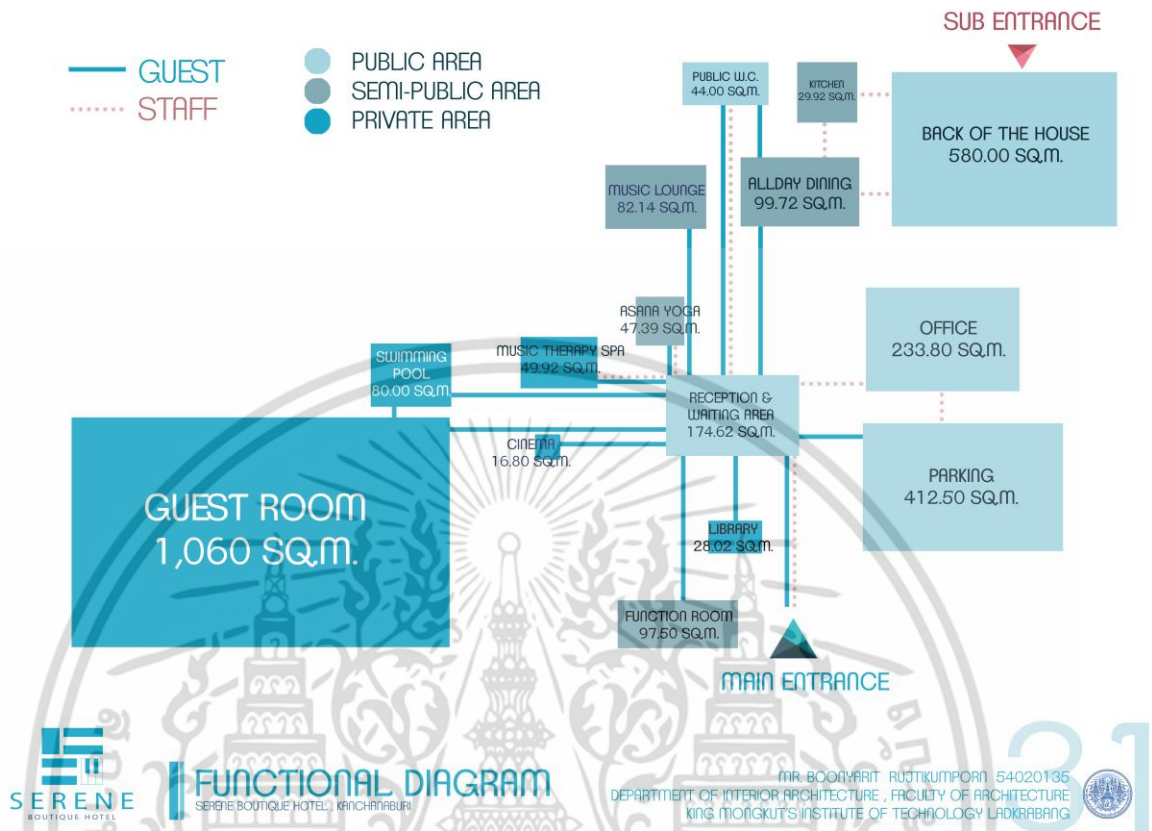 SUB ENTRANCE
GUEST
STAFF
PUBLIC AREA
SEMI-PUBLIC AREA
PRIVATE AREA
PUBLIC W.C.
44.00 SQ.M.
KITCHEN
29.92 SQ.M.
BACK OF THE HOUSE
580.00 SQ.M.
MUSIC LOUNGE
82.14 SQ.M.
ALLDAY DINING
99.72 SQ.M.
ASANA YOGA
47.39 SQ.M.
OFFICE
233.80 SQ.M.
MUSIC THERAPY SPA
49.92 SQ.M.
SWIMMING
POOL
80.00 SQ.M.
RECEPTION &
WAITING AREA
174.62 SQ.M.
CINEMA
16.80 SQ.M.
PARKING
412.50 SQ.M.
GUEST ROOM
1,060 SQ.M.
LIBRARY
28.02 SQ.M.
FUNCTION ROOM
97.50 SQ.M.
MAIN ENTRANCE
31
SERENE
BOUTIQUE HOTEL
FUNCTIONAL DIAGRAM
SERENE BOUTIQUE HOTEL , KANCHANABURI
MR. BOONYARIT RUJTIKUMPORN 54020135
DEPARTMENT OF INTERIOR ARCHITECTURE , FACULTY OF ARCHITECTURE
KING MONGKUT'S INSTITUTE OF TECHNOLOGY LADKRABANG